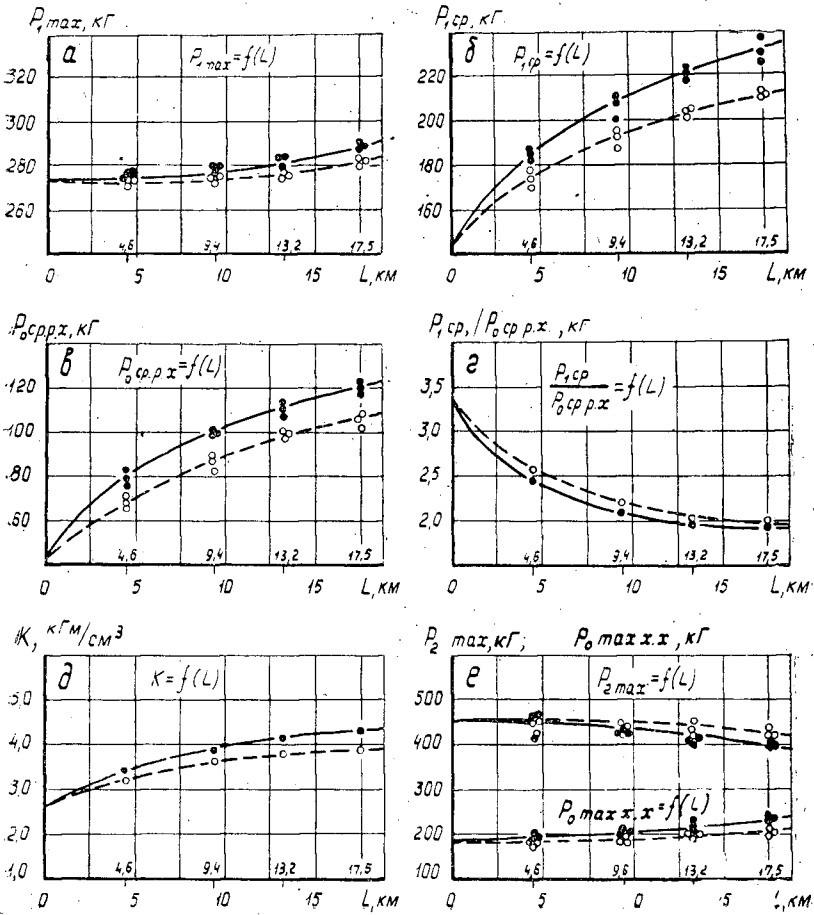 P₁ max, кГ
а
P₁ max = f(L)
320
300
280
260
4,6 9,4 13,2 17,5
0 5 10 15 L, км
P₁ ср, кГ
б
P₁ ср = f(L)
220
200
180
160
4,6 9,4 13,2 17,5
0 5 10 15 L, км
P₀ ср.р.х, кГ
в
P₀ ср.р.х = f(L)
120
100
80
60
4,6 9,4 13,2 17,5
0 5 10 15 L, км
P₁ ср, / P₀ ср р.х., кГ
г
P₁ ср / P₀ ср р.х = f(L)
3,5
3,0
2,5
2,0
4,6 9,4 13,2 17,5
0 5 10 15 L, км
K, кГм/см³
д
K = f(L)
5,0
4,0
3,0
2,0
1,0
4,6 9,4 13,2 17,5
0 5 10 15 L, км
P₂ max, кГ; P₀ max х.х, кГ
е
P₂ max = f(L)
500
400
300
P₀ max х.х = f(L)
200
100
4,6 9,6 13,2 17,5
0 5 10 15 L, км